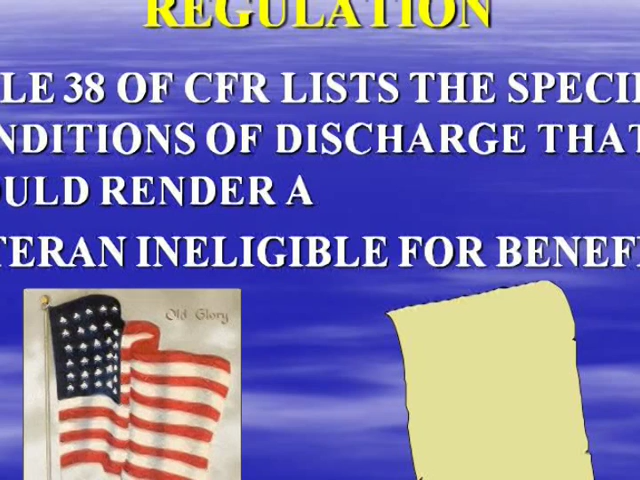 REGULATION
LE 38 OF CFR LISTS THE SPECI
NDITIONS OF DISCHARGE THAT
OULD RENDER A
TERAN INELIGIBLE FOR BENEF
Old Glory